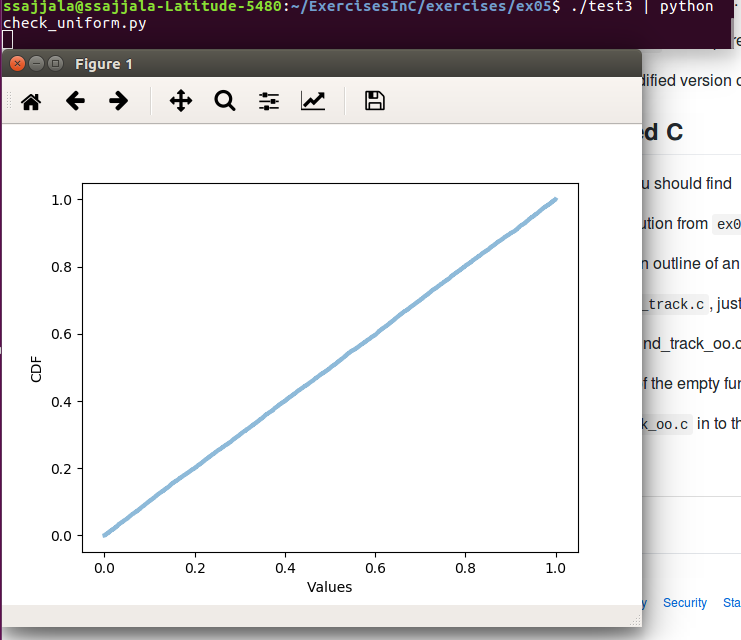 ssajjala@ssajjala-Latitude-5480:~/ExercisesInC/exercises/ex05$ ./test3 | python
check_uniform.py
Figure 1
dified version o
ed C
u should find
ution from ex0
n outline of an
_track.c, just
nd_track_oo.c
f the empty fun
k_oo.c in to th
y Security Sta
1.0
0.8
0.6
0.4
0.2
0.0
CDF
0.0 0.2 0.4 0.6 0.8 1.0
Values